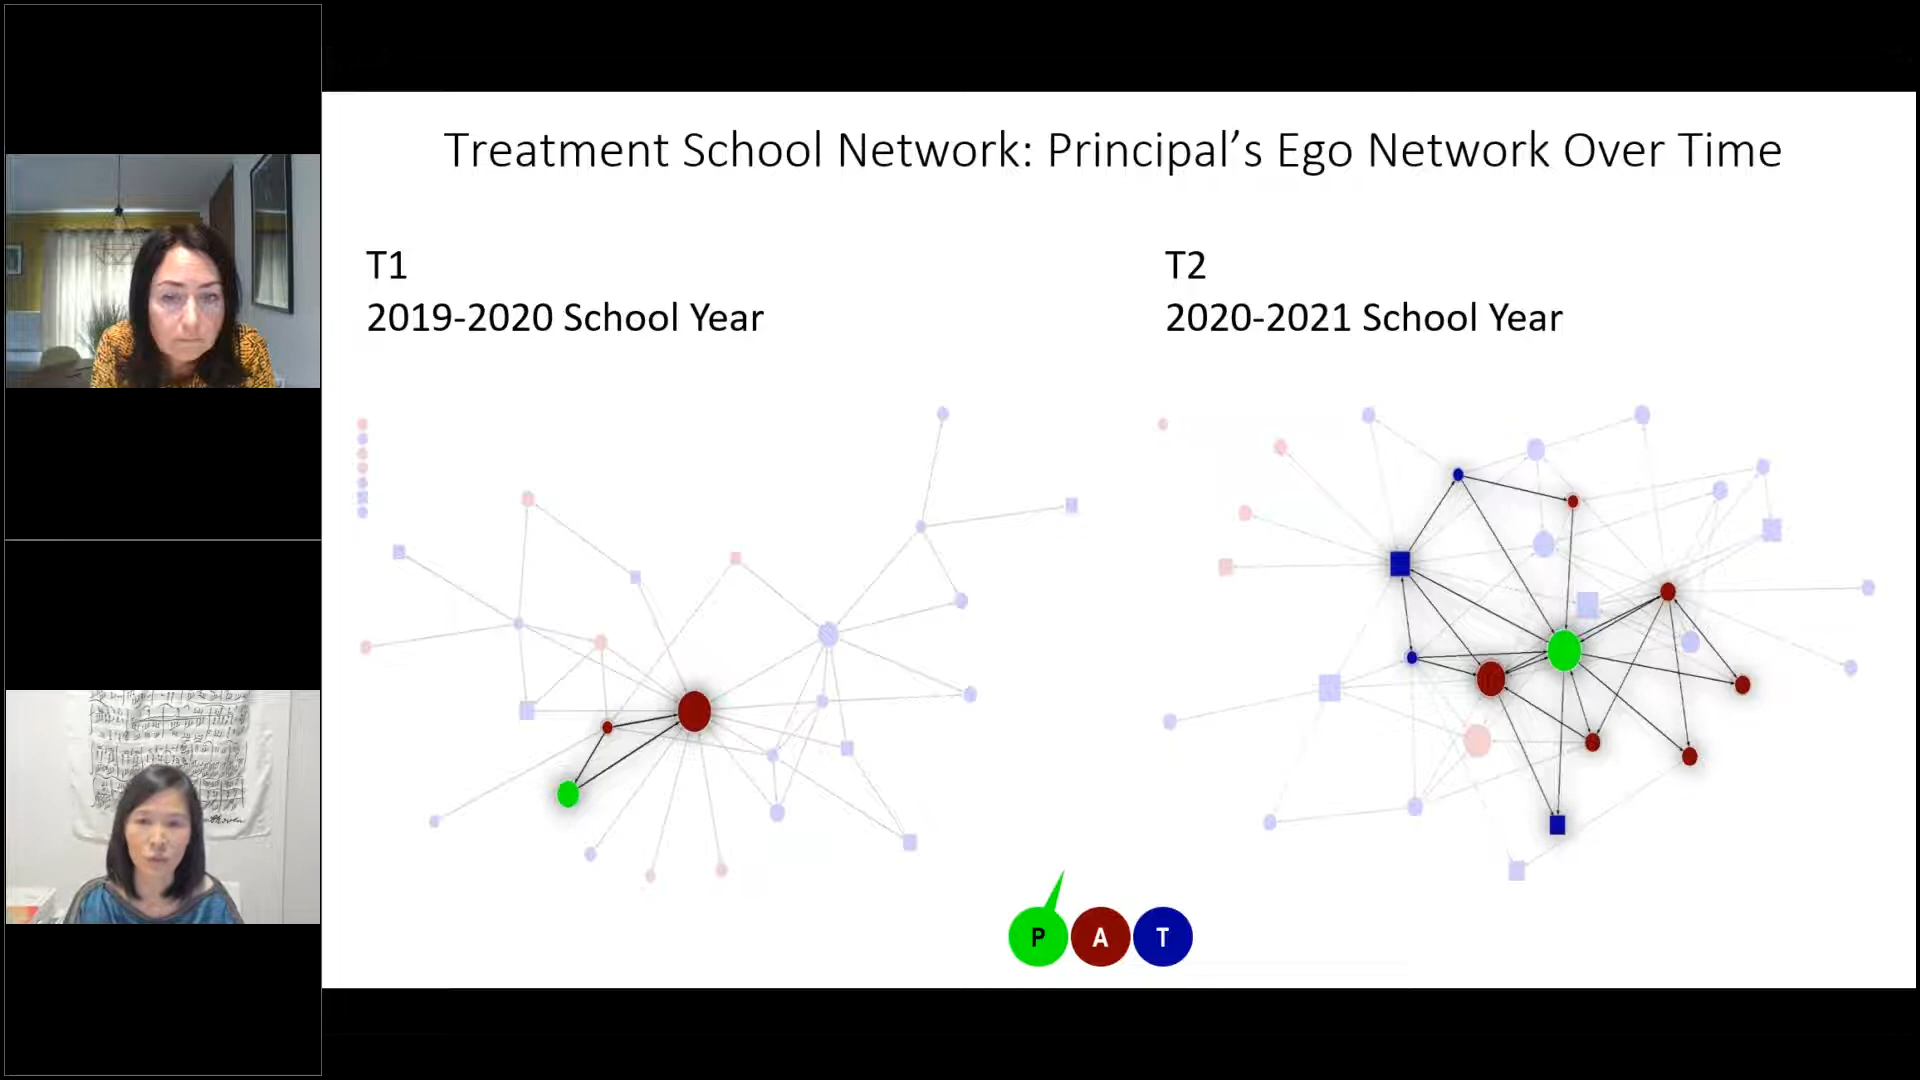 Treatment School Network: Principal’s Ego Network Over Time
T1
2019-2020 School Year
T2
2020-2021 School Year
P A T